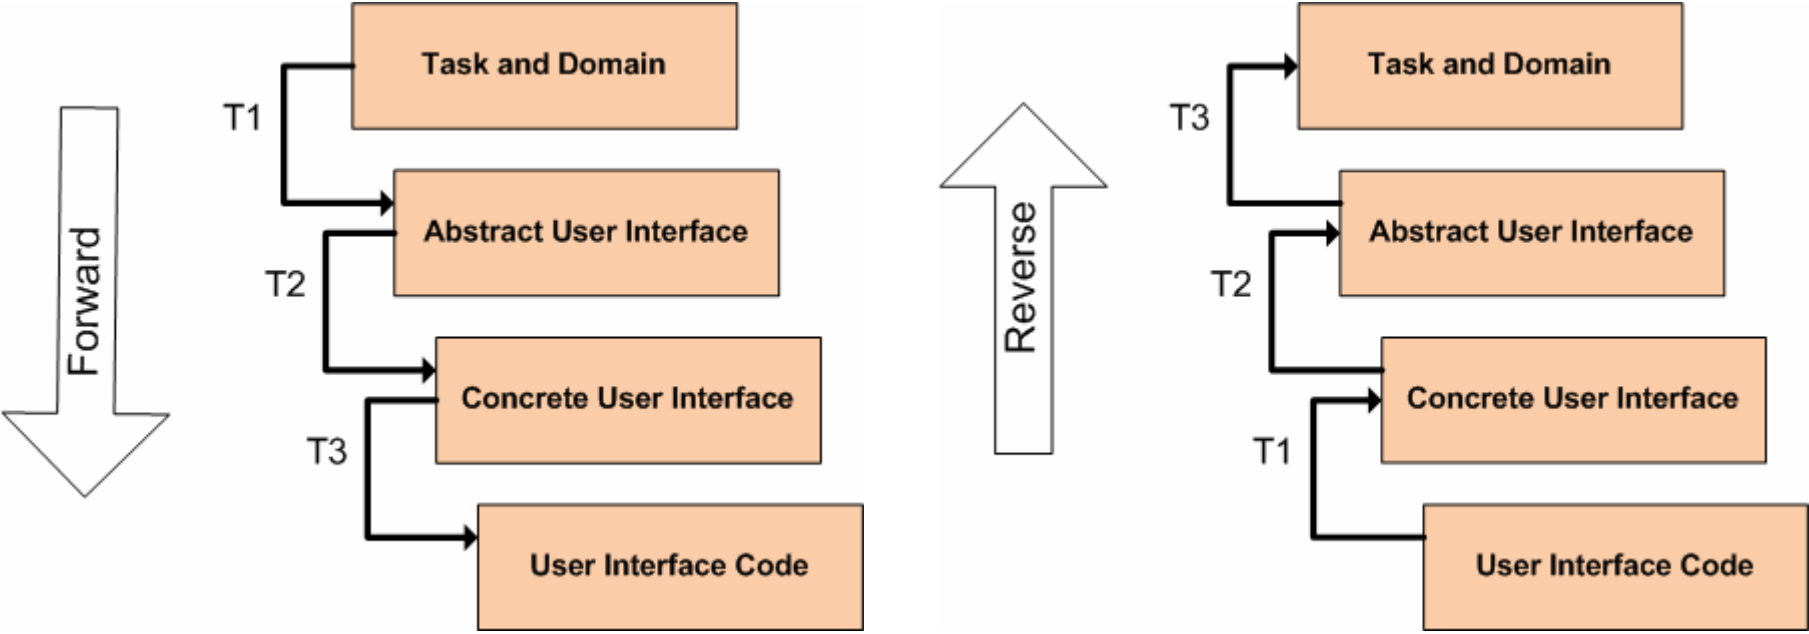 Forward
T1
T2
T3
Task and Domain
Abstract User Interface
Concrete User Interface
User Interface Code
Reverse
T3
T2
T1
Task and Domain
Abstract User Interface
Concrete User Interface
User Interface Code